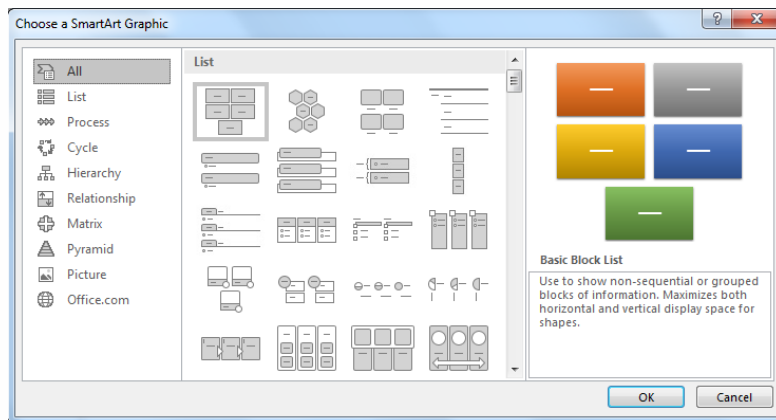 Choose a SmartArt Graphic
All
List
Process
Cycle
Hierarchy
Relationship
Matrix
Pyramid
Picture
Office.com
List
Basic Block List
Use to show non-sequential or grouped
blocks of information. Maximizes both
horizontal and vertical display space for
shapes.
OK
Cancel